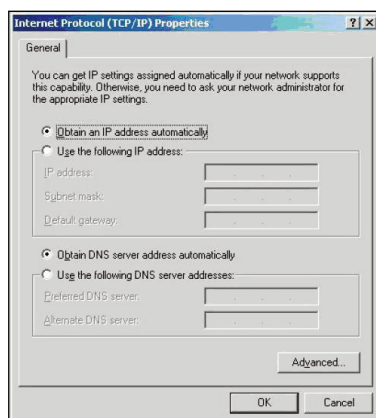 Internet Protocol (TCP/IP) Properties
General
You can get IP settings assigned automatically if your network supports
this capability. Otherwise, you need to ask your network administrator for
the appropriate IP settings.
Obtain an IP address automatically
Use the following IP address:
IP address:
Subnet mask:
Default gateway:
Obtain DNS server address automatically
Use the following DNS server addresses:
Preferred DNS server:
Alternate DNS server:
Advanced...
OK Cancel